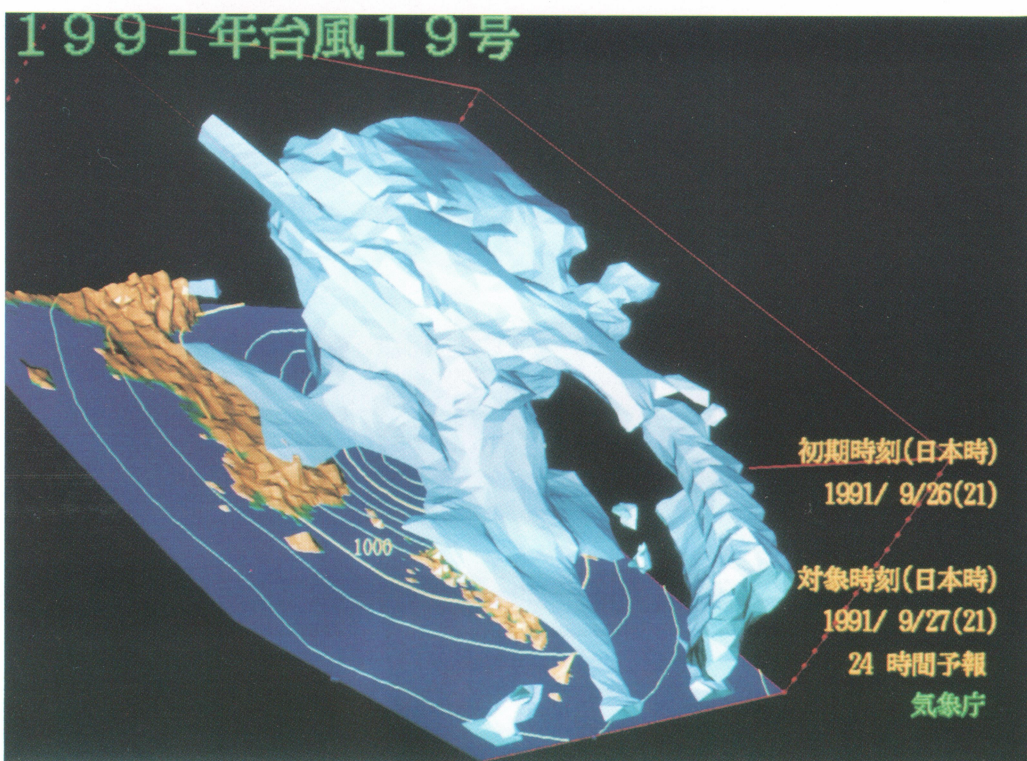 1991年台風19号
1000
初期時刻(日本時)
1991/ 9/26(21)
対象時刻(日本時)
1991/ 9/27(21)
24 時間予報
気象庁